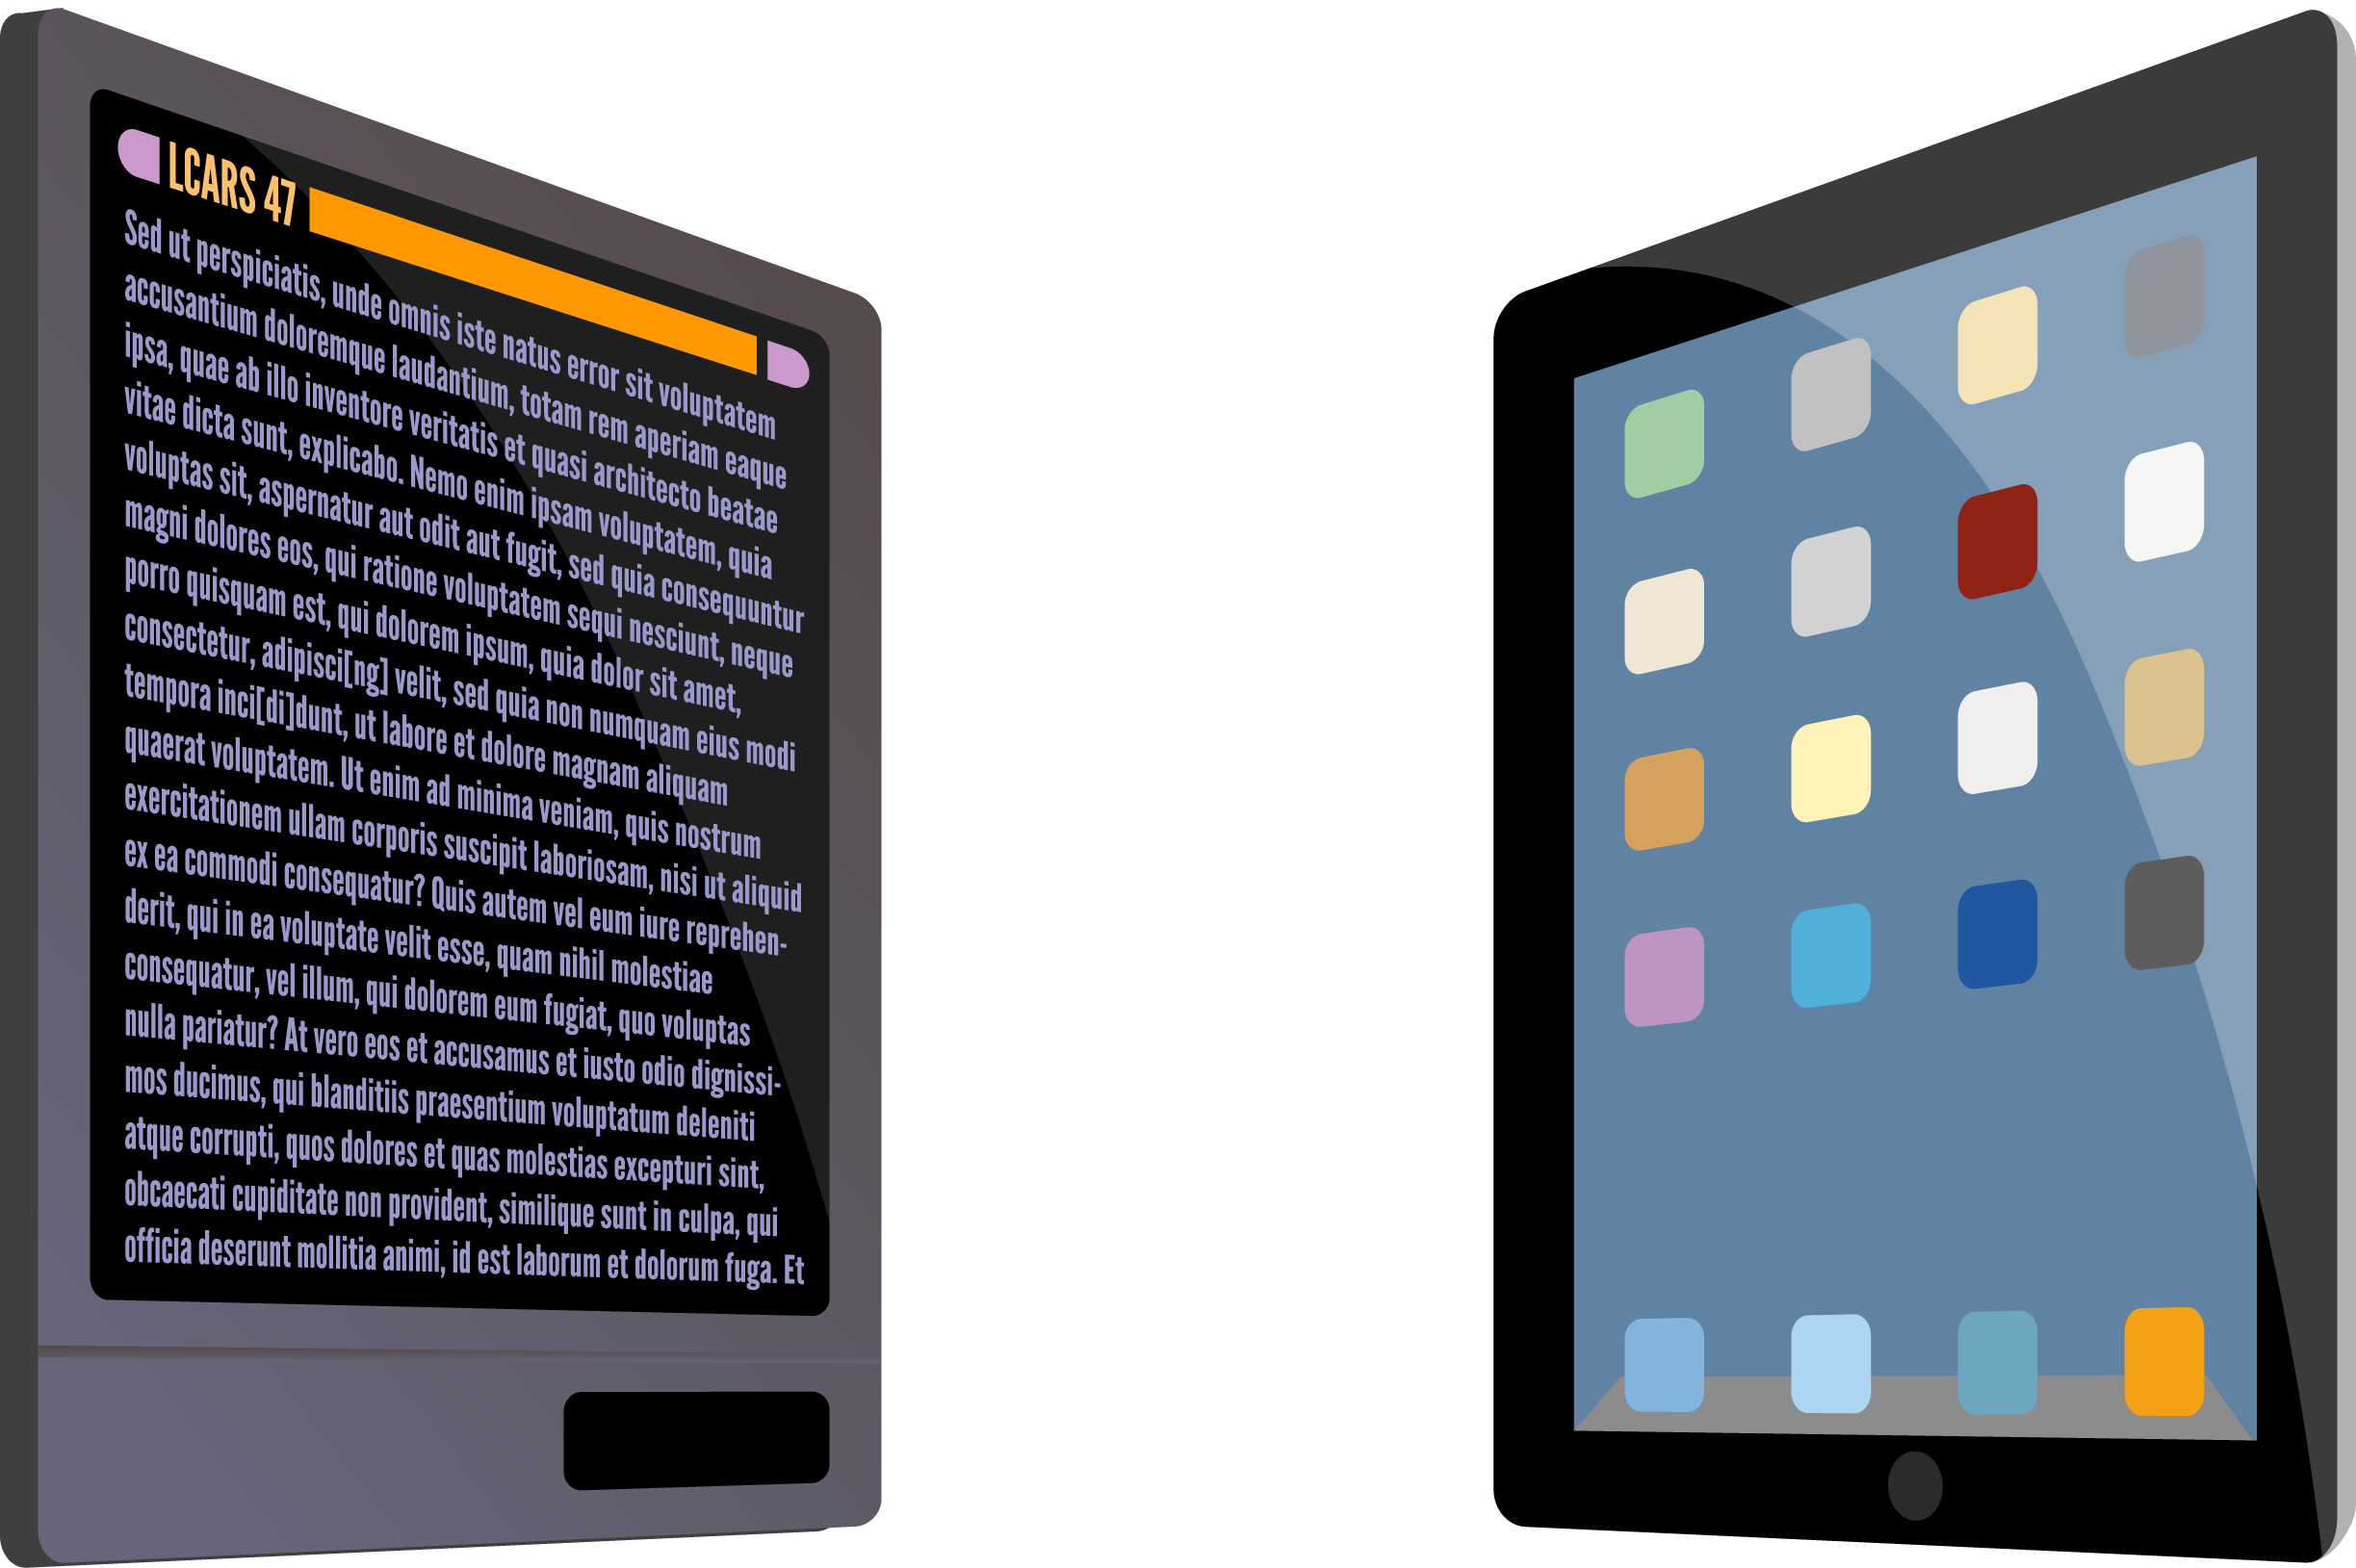 LCARS 47
Sed ut perspiciatis, unde omnis iste natus error sit voluptatem
accusantium doloremque laudantium, totam rem aperiam eaque
ipsa, quae ab illo inventore veritatis et quasi architecto beatae
vitae dicta sunt, explicabo. Nemo enim ipsam voluptatem, quia
voluptas sit, aspernatur aut odit aut fugit, sed quia consequuntur
magni dolores eos, qui ratione voluptatem sequi nesciunt, neque
porro quisquam est, qui dolorem ipsum, quia dolor sit amet,
consectetur, adipisci[ng] velit, sed quia non numquam eius modi
tempora inci[di]dunt, ut labore et dolore magnam aliquam
quaerat voluptatem. Ut enim ad minima veniam, quis nostrum
exercitationem ullam corporis suscipit laboriosam, nisi ut aliquid
ex ea commodi consequatur? Quis autem vel eum iure reprehen-
derit, qui in ea voluptate velit esse, quam nihil molestiae
consequatur, vel illum, qui dolorem eum fugiat, quo voluptas
nulla pariatur? At vero eos et accusamus et iusto odio dignissi-
mos ducimus, qui blanditiis praesentium voluptatum deleniti
atque corrupti, quos dolores et quas molestias excepturi sint,
obcaecati cupiditate non provident, similique sunt in culpa, qui
officia deserunt mollitia animi, id est laborum et dolorum fuga. Et